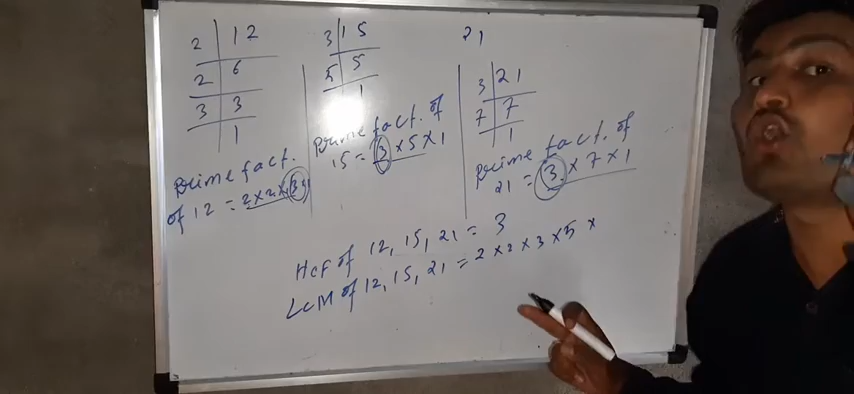 2 | 12
2 | 6
3 | 3
1
Prime fact.
of 12 = 2×2×3×1
3 | 15
5 | 5
1
Prime fact. of
15 = 3×5×1
21
3 | 21
7 | 7
1
Prime fact. of
21 = 3×7×1
HCF of 12, 15, 21 = 3
LCM of 12, 15, 21 = 2×2×3×5×